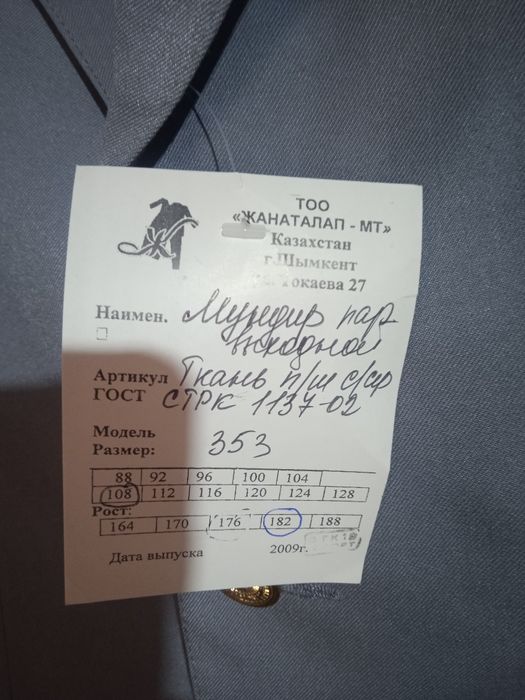 ТОО
«ЖАНАТАЛАП - МТ»
Казахстан
г.Шымкент
Токаева 27
Наимен. Мундир пар
выходной
Артикул Ткань п/ш с/сир
ГОСТ СТРК 1137-02
Модель
Размер: 353
88 92 96 100 104
108 112 116 120 124 128
Рост:
164 170 176 182 188
Дата выпуска 2009г.